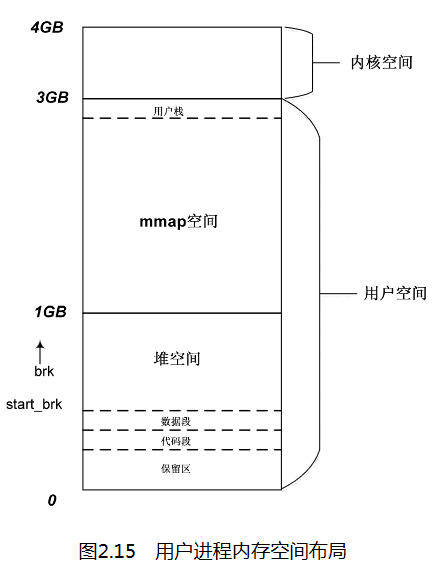 4GB
内核空间
3GB
用户栈
mmap空间
用户空间
1GB
堆空间
brk
start_brk
数据段
代码段
保留区
0
图2.15 用户进程内存空间布局